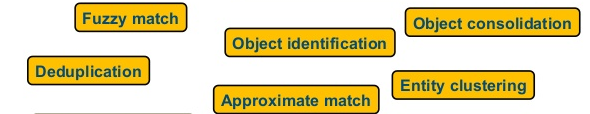 Fuzzy match
Object consolidation
Object identification
Deduplication
Entity clustering
Approximate match